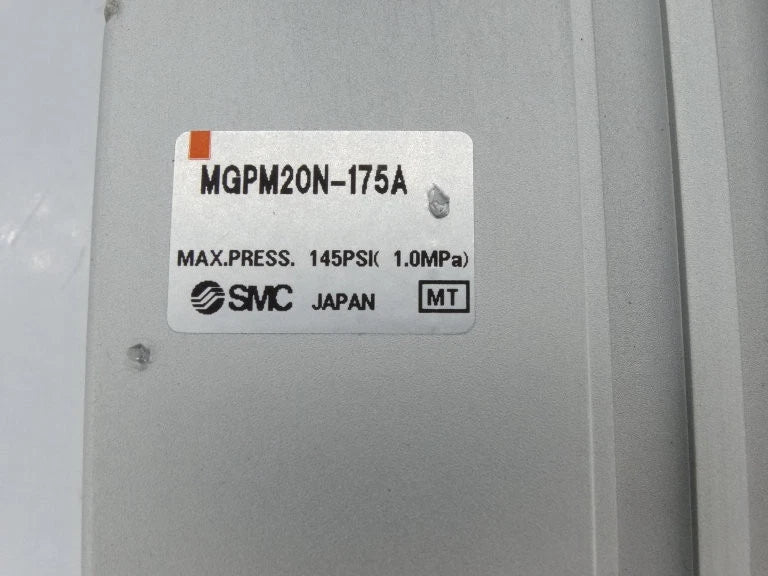 MGPM20N-175A
MAX.PRESS. 145PSI( 1.0MPa)
SMC JAPAN MT